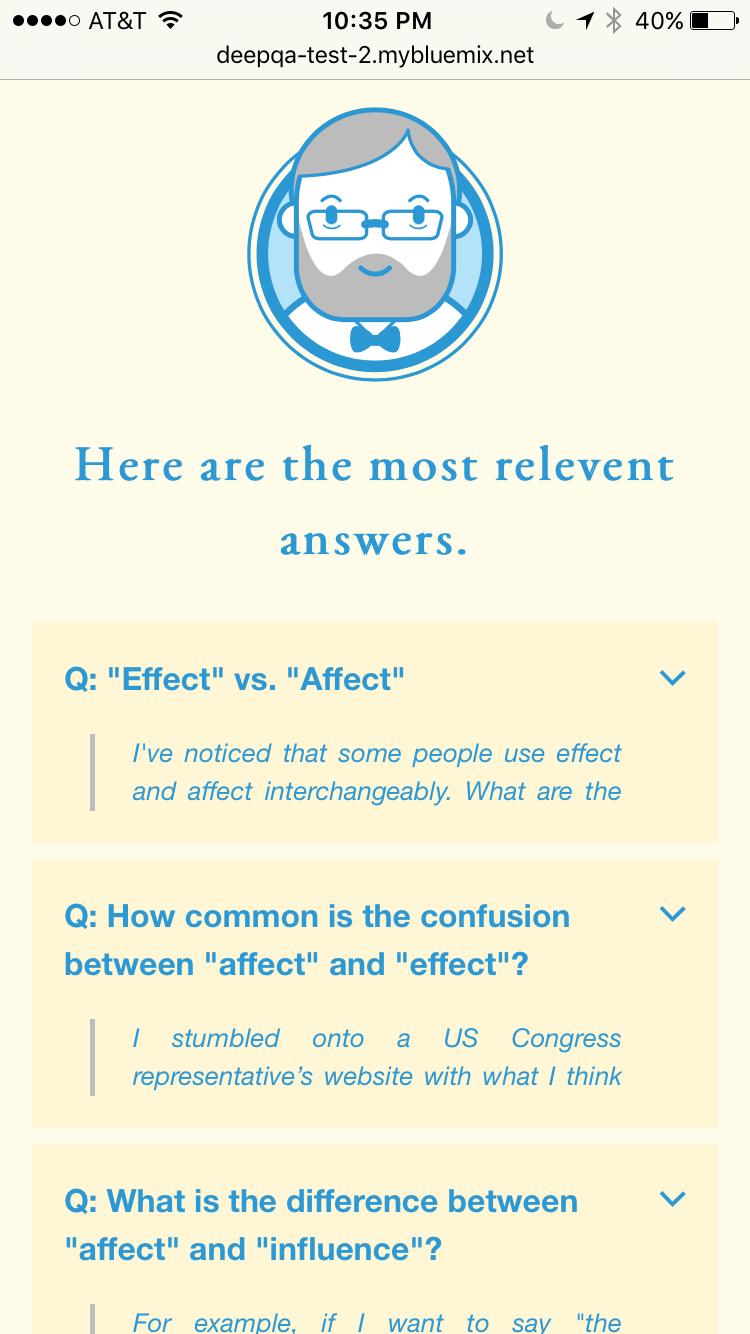 AT&T 10:35 PM 40%
deepqa-test-2.mybluemix.net
Here are the most relevent
answers.
Q: "Effect" vs. "Affect"
I've noticed that some people use effect
and affect interchangeably. What are the
Q: How common is the confusion
between "affect" and "effect"?
I stumbled onto a US Congress
representative’s website with what I think
Q: What is the difference between
"affect" and "influence"?
For example, if I want to say "the